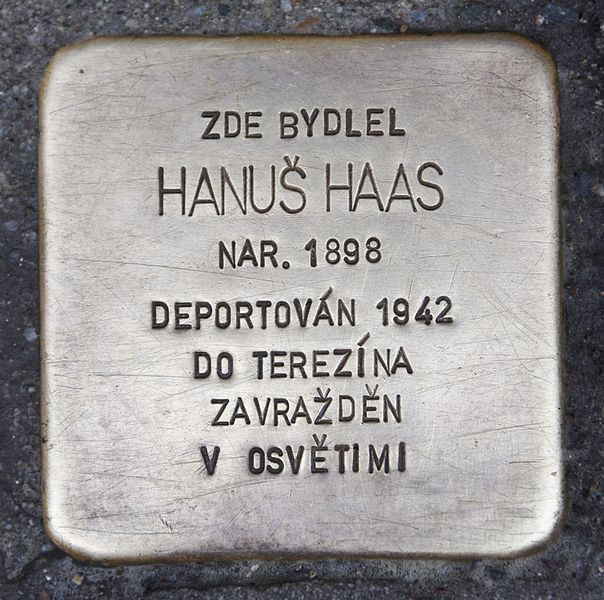 ZDE BYDLEL
HANUŠ HAAS
NAR. 1898
DEPORTOVÁN 1942
DO TEREZÍNA
ZAVRAŽDĚN
V OSVĚTIMI